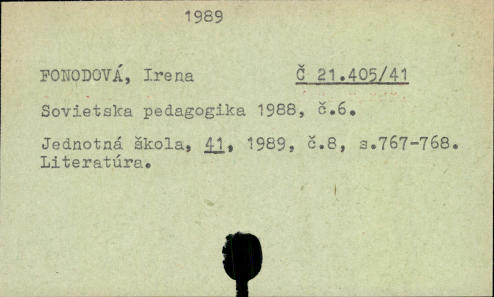 1989
FONODOVÁ, Irena Č 21.405/41
Sovietska pedagogika 1988, č.6.
Jednotná škola, 41, 1989, č.8, s.767-768.
Literatúra.